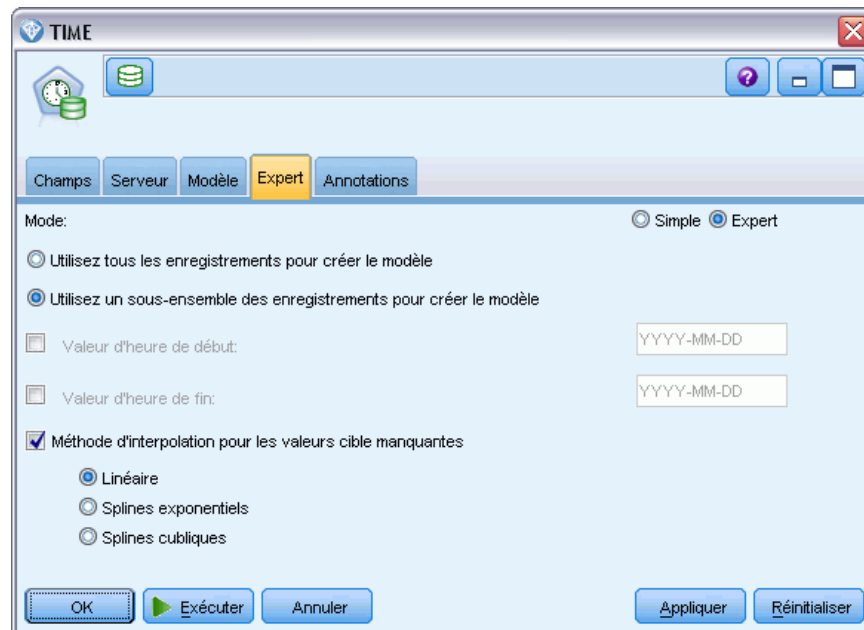 TIME
Champs Serveur Modèle Expert Annotations
Mode: Simple Expert
Utilisez tous les enregistrements pour créer le modèle
Utilisez un sous-ensemble des enregistrements pour créer le modèle
Valeur d'heure de début: YYYY-MM-DD
Valeur d'heure de fin: YYYY-MM-DD
Méthode d'interpolation pour les valeurs cible manquantes
Linéaire
Splines exponentiels
Splines cubliques
OK Exécuter Annuler Appliquer Réinitialiser